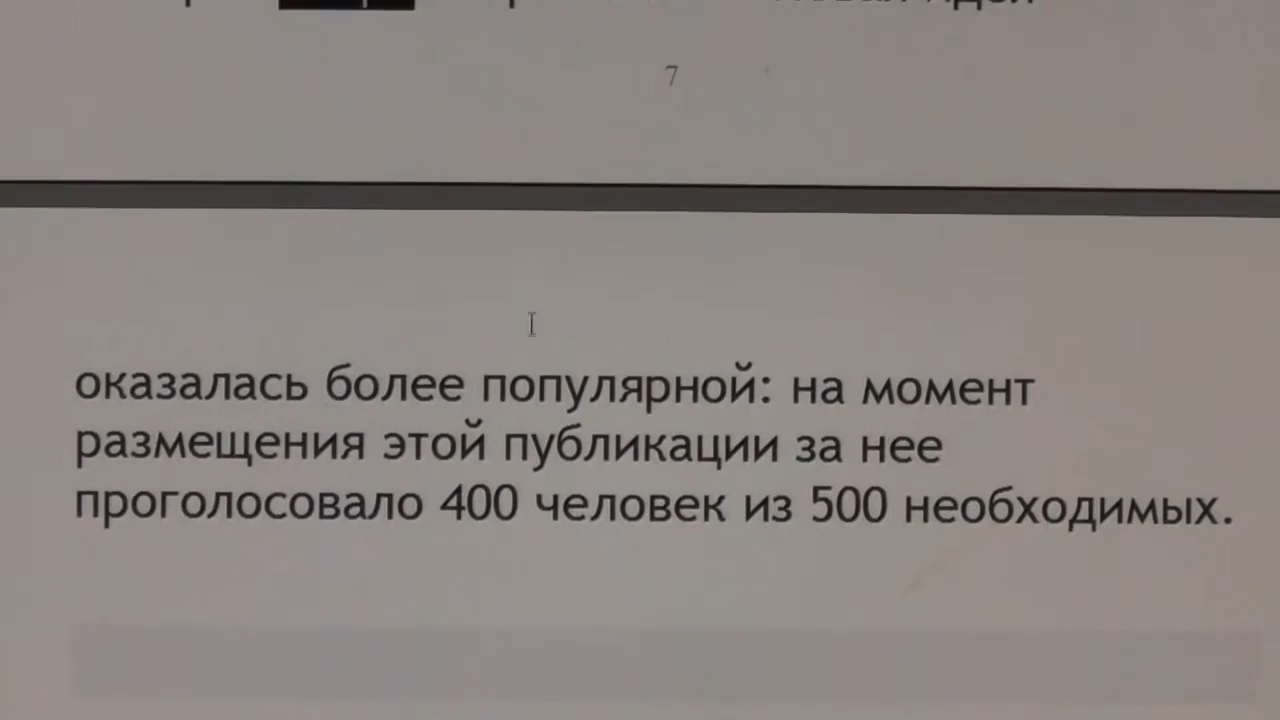 7
оказалась более популярной: на момент
размещения этой публикации за нее
проголосовало 400 человек из 500 необходимых.